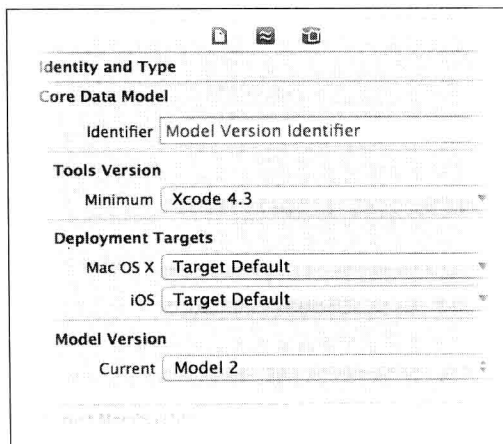 Identity and Type
Core Data Model
Identifier Model Version Identifier
Tools Version
Minimum Xcode 4.3
Deployment Targets
Mac OS X Target Default
iOS Target Default
Model Version
Current Model 2